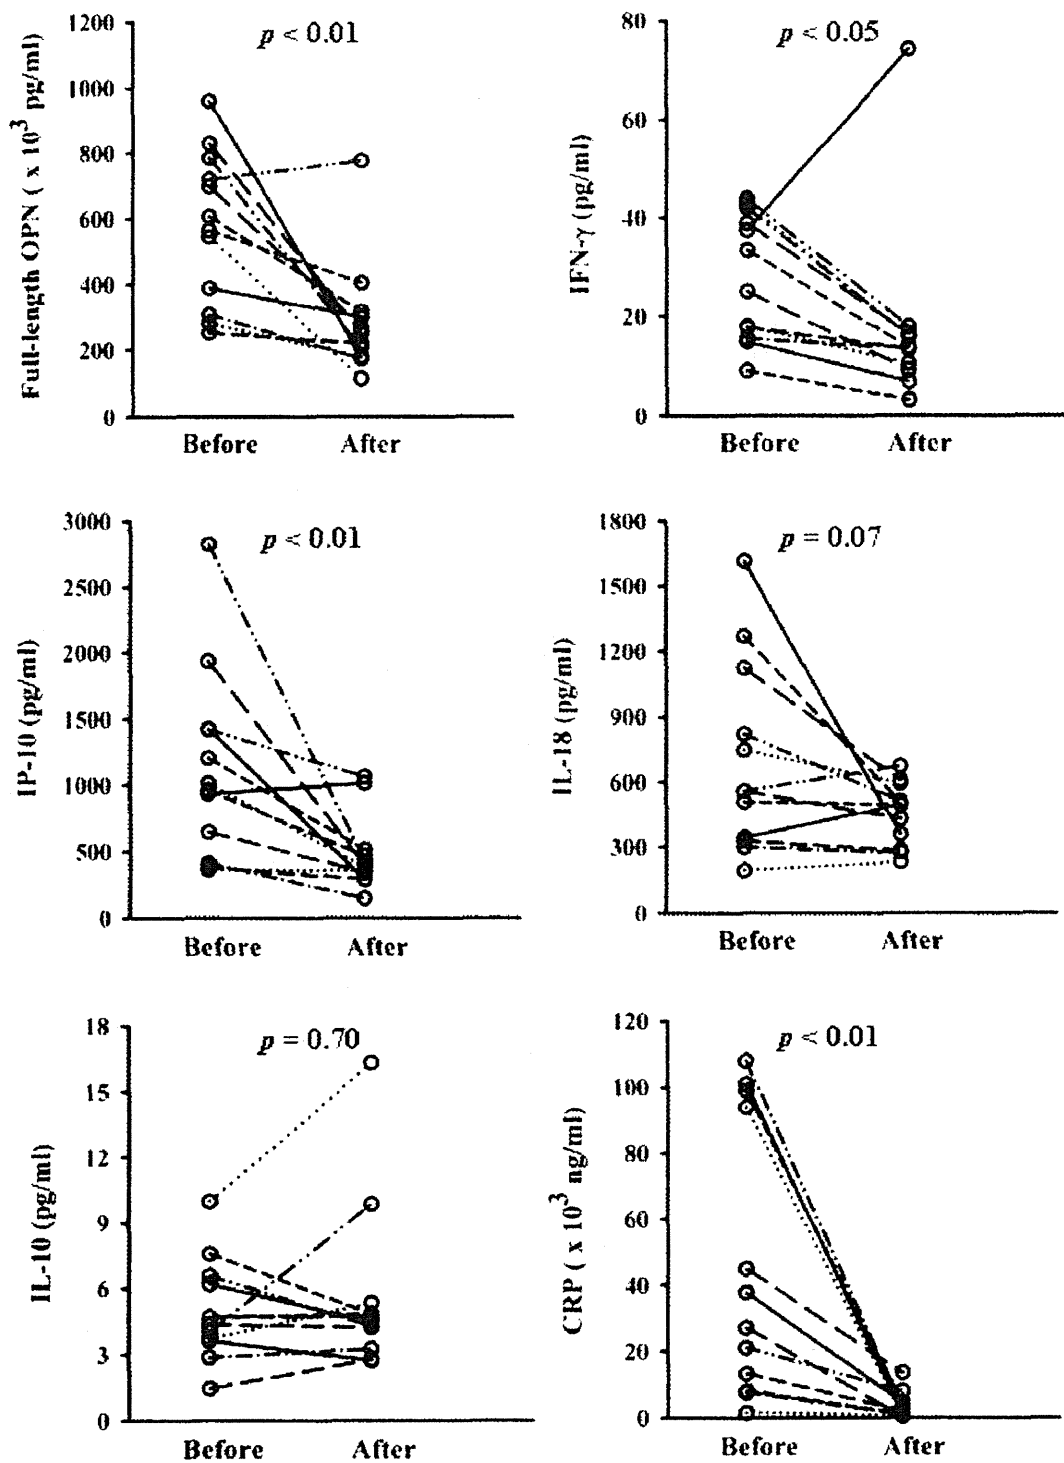 p < 0.01
Full-length OPN ( x 10³ pg/ml)
1200
1000
800
600
400
200
0
Before After
p < 0.05
IFN-γ (pg/ml)
80
60
40
20
0
Before After
p < 0.01
IP-10 (pg/ml)
3000
2500
2000
1500
1000
500
0
Before After
p = 0.07
IL-18 (pg/ml)
1800
1500
1200
900
600
300
0
Before After
p = 0.70
IL-10 (pg/ml)
18
15
12
9
6
3
0
Before After
p < 0.01
CRP ( x 10³ ng/ml)
120
100
80
60
40
20
0
Before After